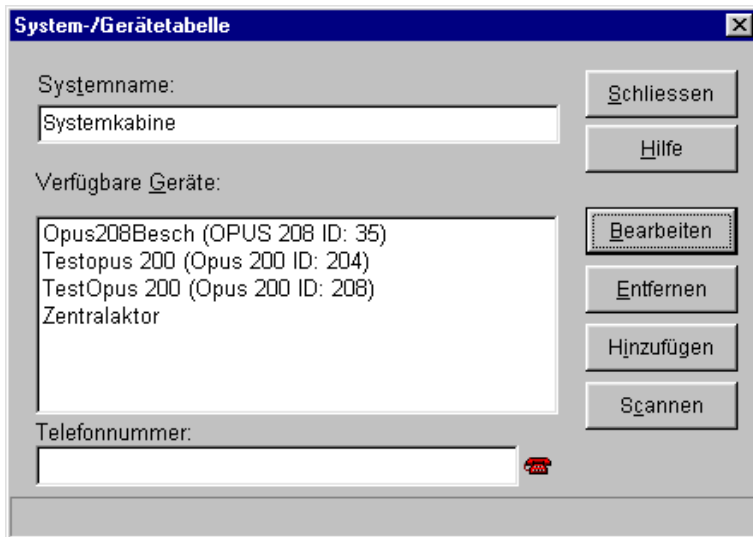 System-/Gerätetabelle
Systemname:
Systemkabine
Schliessen
Hilfe
Verfügbare Geräte:
Opus208Besch (OPUS 208 ID: 35)
Testopus 200 (Opus 200 ID: 204)
TestOpus 200 (Opus 200 ID: 208)
Zentralaktor
Bearbeiten
Entfernen
Hinzufügen
Scannen
Telefonnummer: